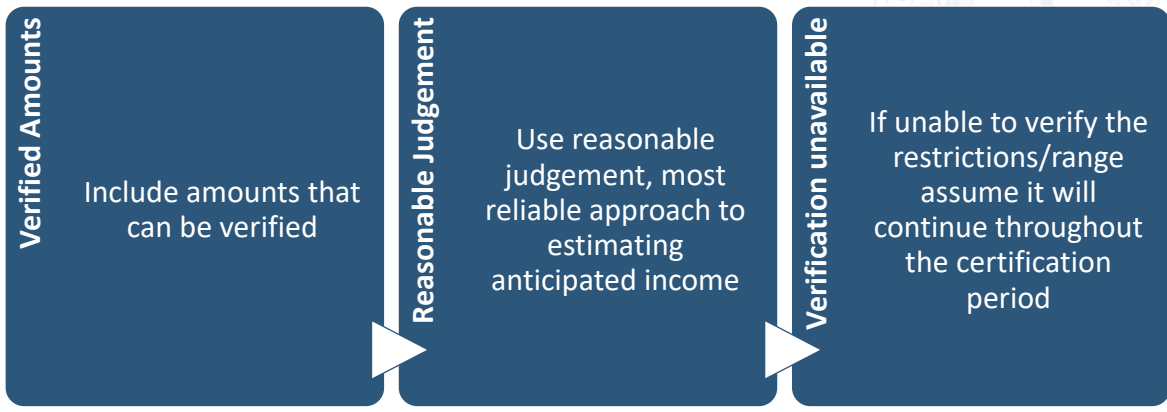 Verified Amounts
Include amounts that
can be verified
Reasonable Judgement
Use reasonable
judgement, most
reliable approach to
estimating
anticipated income
Verification unavailable
If unable to verify the
restrictions/range
assume it will
continue throughout
the certification
period